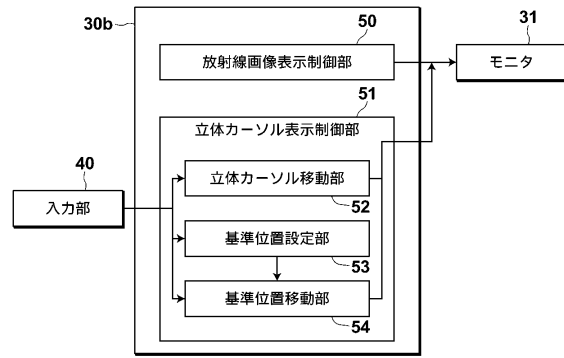 30b
50
放射線画像表示制御部
31
モニタ
51
立体カーソル表示制御部
40
入力部
立体カーソル移動部
52
基準位置設定部
53
基準位置移動部
54